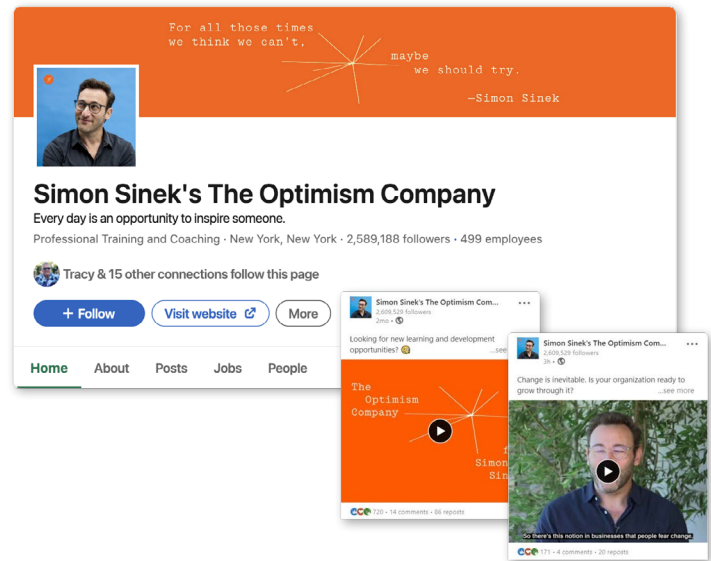 For all those times
we think we can't,
maybe
we should try.
—Simon Sinek
Simon Sinek's The Optimism Company
Every day is an opportunity to inspire someone.
Professional Training and Coaching · New York, New York · 2,589,188 followers · 499 employees
Tracy & 15 other connections follow this page
+ Follow
Visit website
More
Home
About
Posts
Jobs
People
Simon Sinek's The Optimism Com...
2,609,529 followers
2mo •
Looking for new learning and development
opportunities?
...see
The
Optimism
Company
Simon
Sin
720 • 14 comments • 86 reposts
Simon Sinek's The Optimism Com...
2,609,529 followers
3h •
Change is inevitable. Is your organization ready to
grow through it?
...see more
So there's this notion in businesses that people fear change.
171 • 4 comments • 20 reposts